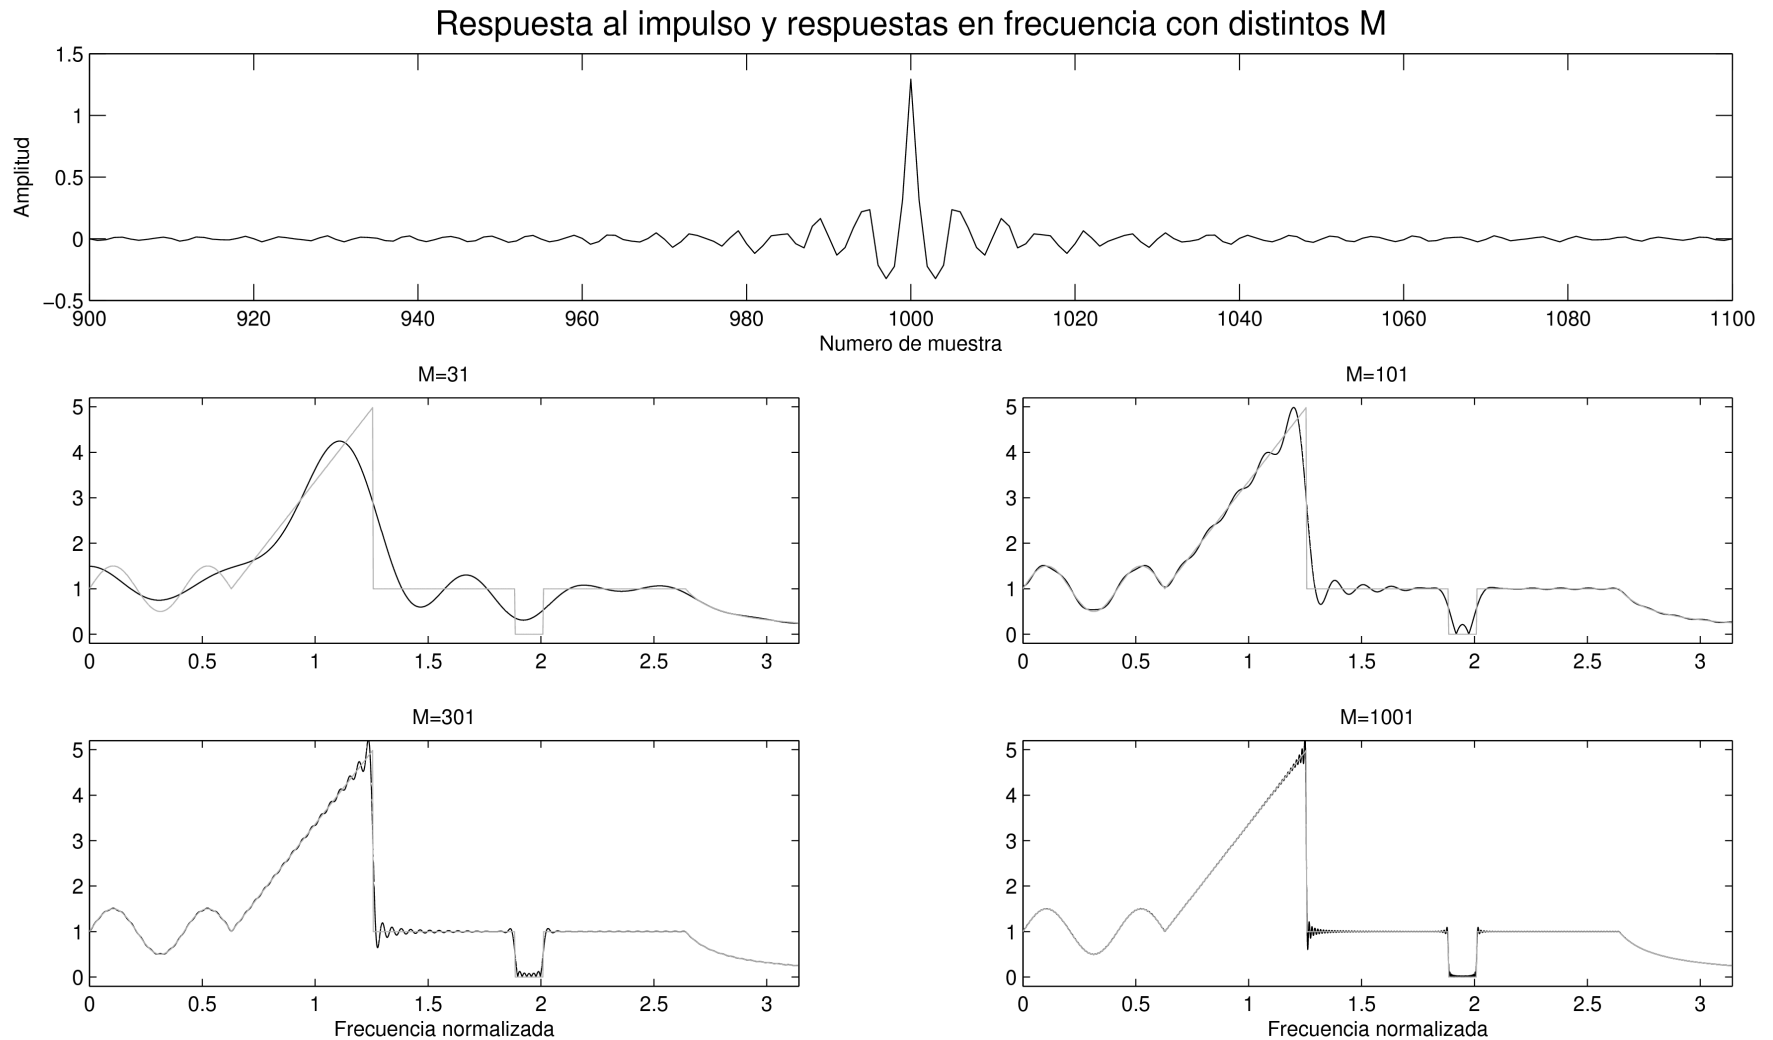 Respuesta al impulso y respuestas en frecuencia con distintos M
1.5
1
0.5
0
−0.5
Amplitud
900 920 940 960 980 1000 1020 1040 1060 1080 1100
Numero de muestra
M=31
5
4
3
2
1
0
0 0.5 1 1.5 2 2.5 3
M=101
5
4
3
2
1
0
0 0.5 1 1.5 2 2.5 3
M=301
5
4
3
2
1
0
0 0.5 1 1.5 2 2.5 3
Frecuencia normalizada
M=1001
5
4
3
2
1
0
0 0.5 1 1.5 2 2.5 3
Frecuencia normalizada